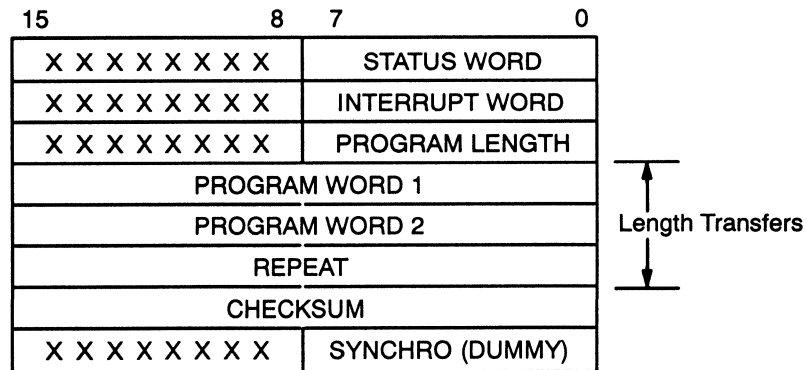 15 8 7 0
X X X X X X X X STATUS WORD
X X X X X X X X INTERRUPT WORD
X X X X X X X X PROGRAM LENGTH
PROGRAM WORD 1
PROGRAM WORD 2
Length Transfers
REPEAT
CHECKSUM
X X X X X X X X SYNCHRO (DUMMY)